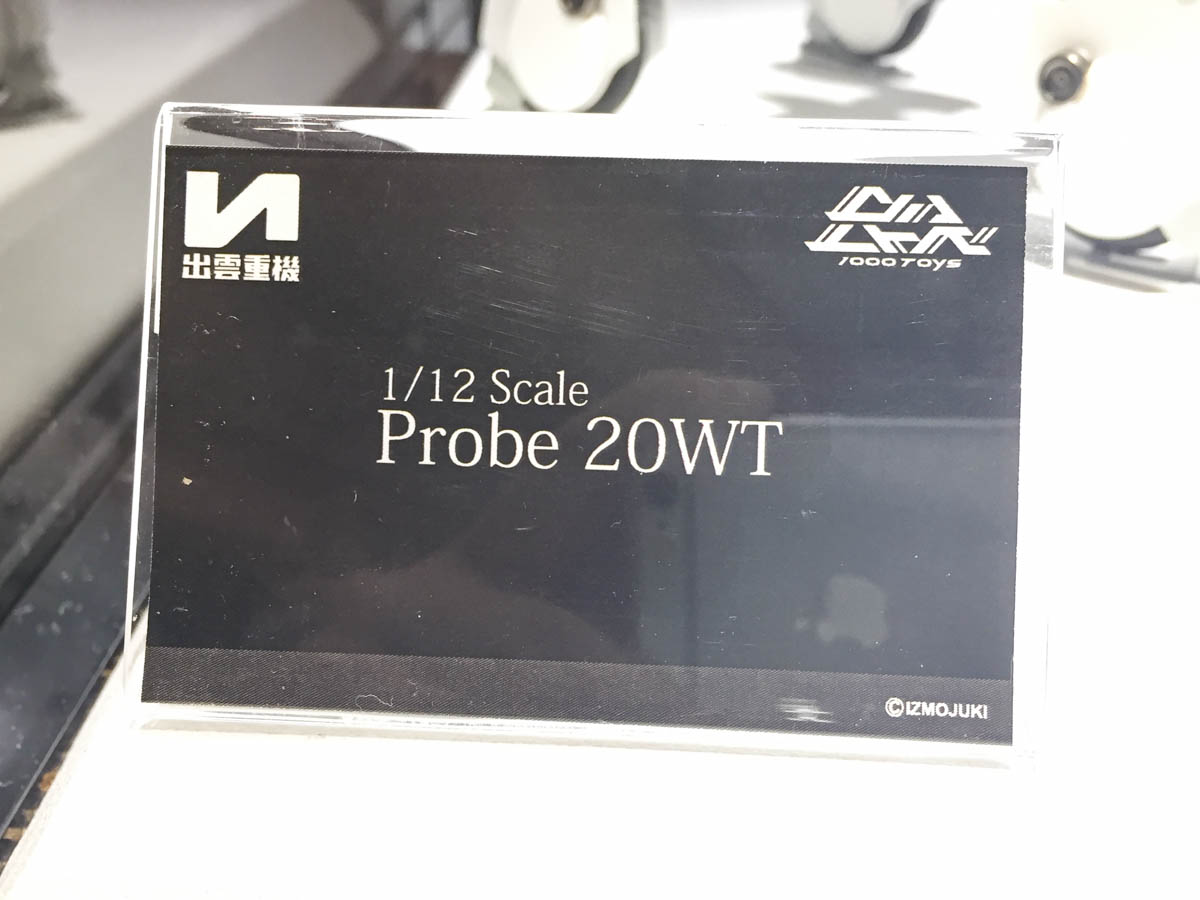 出雲重機
1000TOYS
1/12 Scale
Probe 20WT
©IZMOJUKI